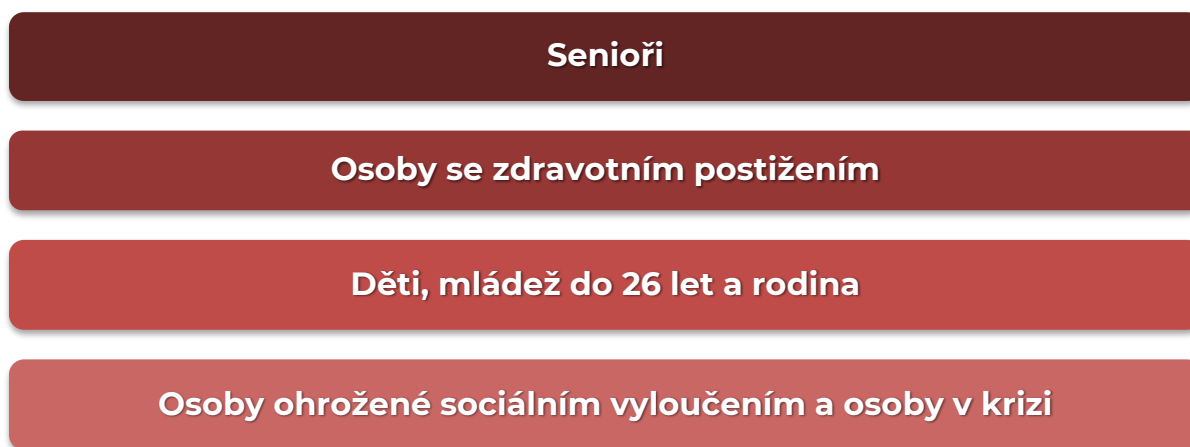 Senioři
Osoby se zdravotním postižením
Děti, mládež do 26 let a rodina
Osoby ohrožené sociálním vyloučením a osoby v krizi